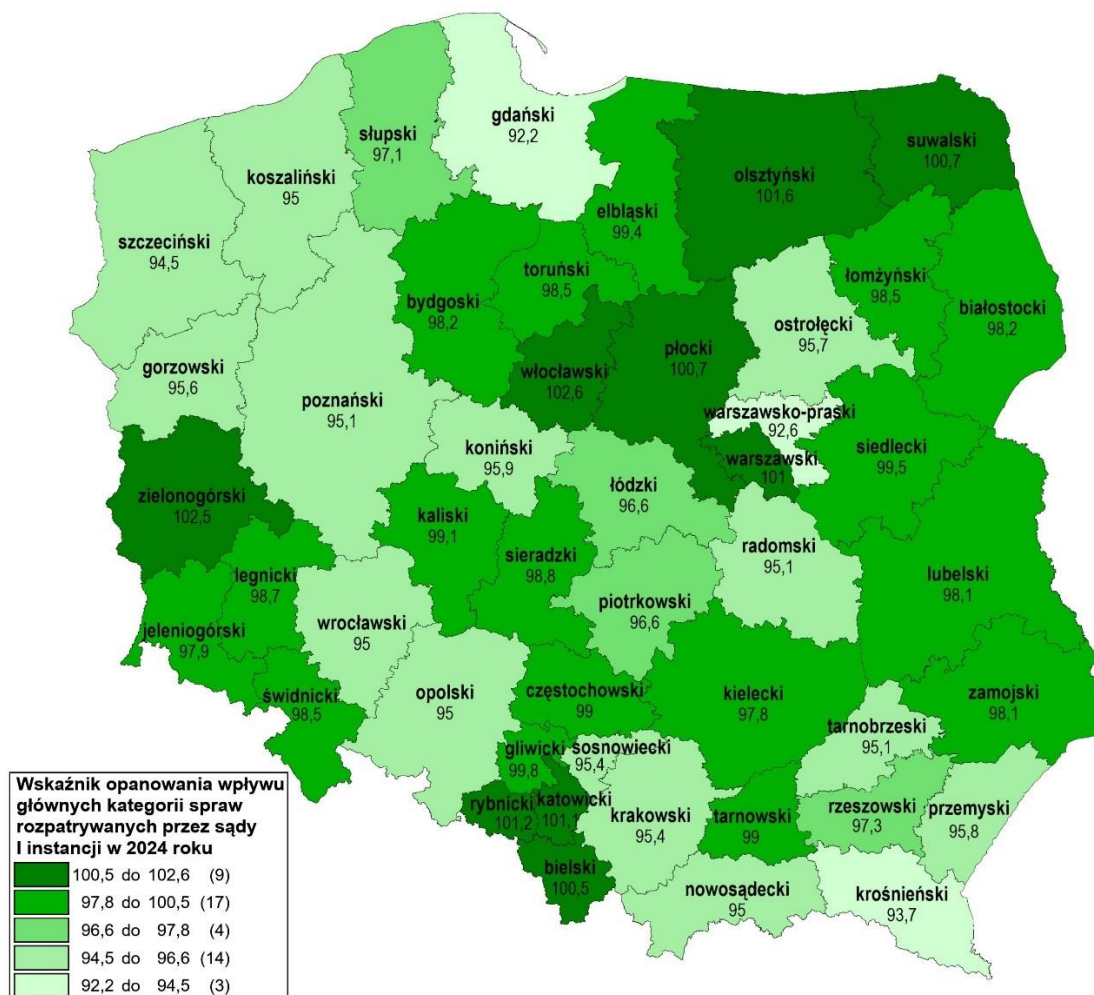 gdański
92,2
słupski
97,1
koszaliński
95
szczeciński
94,5
suwalski
100,7
olsztyński
101,6
elbląski
99,4
toruński
98,5
bydgoski
98,2
łomżyński
98,5
białostocki
98,2
ostrołęcki
95,7
płocki
100,7
włocławski
102,6
gorzowski
95,6
poznański
95,1
warszawsko-praski
92,6
warszawski
101
siedlecki
99,5
koniński
95,9
łódzki
96,6
zielonogórski
102,5
kaliski
99,1
sieradzki
98,8
radomski
95,1
lubelski
98,1
legnicki
98,7
piotrkowski
96,6
jeleniogórski
97,9
wrocławski
95
świdnicki
98,5
opolski
95
częstochowski
99
kielecki
97,8
zamojski
98,1
tarnobrzeski
95,1
gliwicki
99,8
sosnowiecki
95,4
rybnicki
101,2
katowicki
101,1
krakowski
95,4
tarnowski
99
rzeszowski
97,3
przemyski
95,8
bielski
100,5
nowosądecki
95
krośnieński
93,7
Wskaźnik opanowania wpływu
głównych kategorii spraw
rozpatrywanych przez sądy
I instancji w 2024 roku
100,5 do 102,6 (9)
97,8 do 100,5 (17)
96,6 do 97,8 (4)
94,5 do 96,6 (14)
92,2 do 94,5 (3)